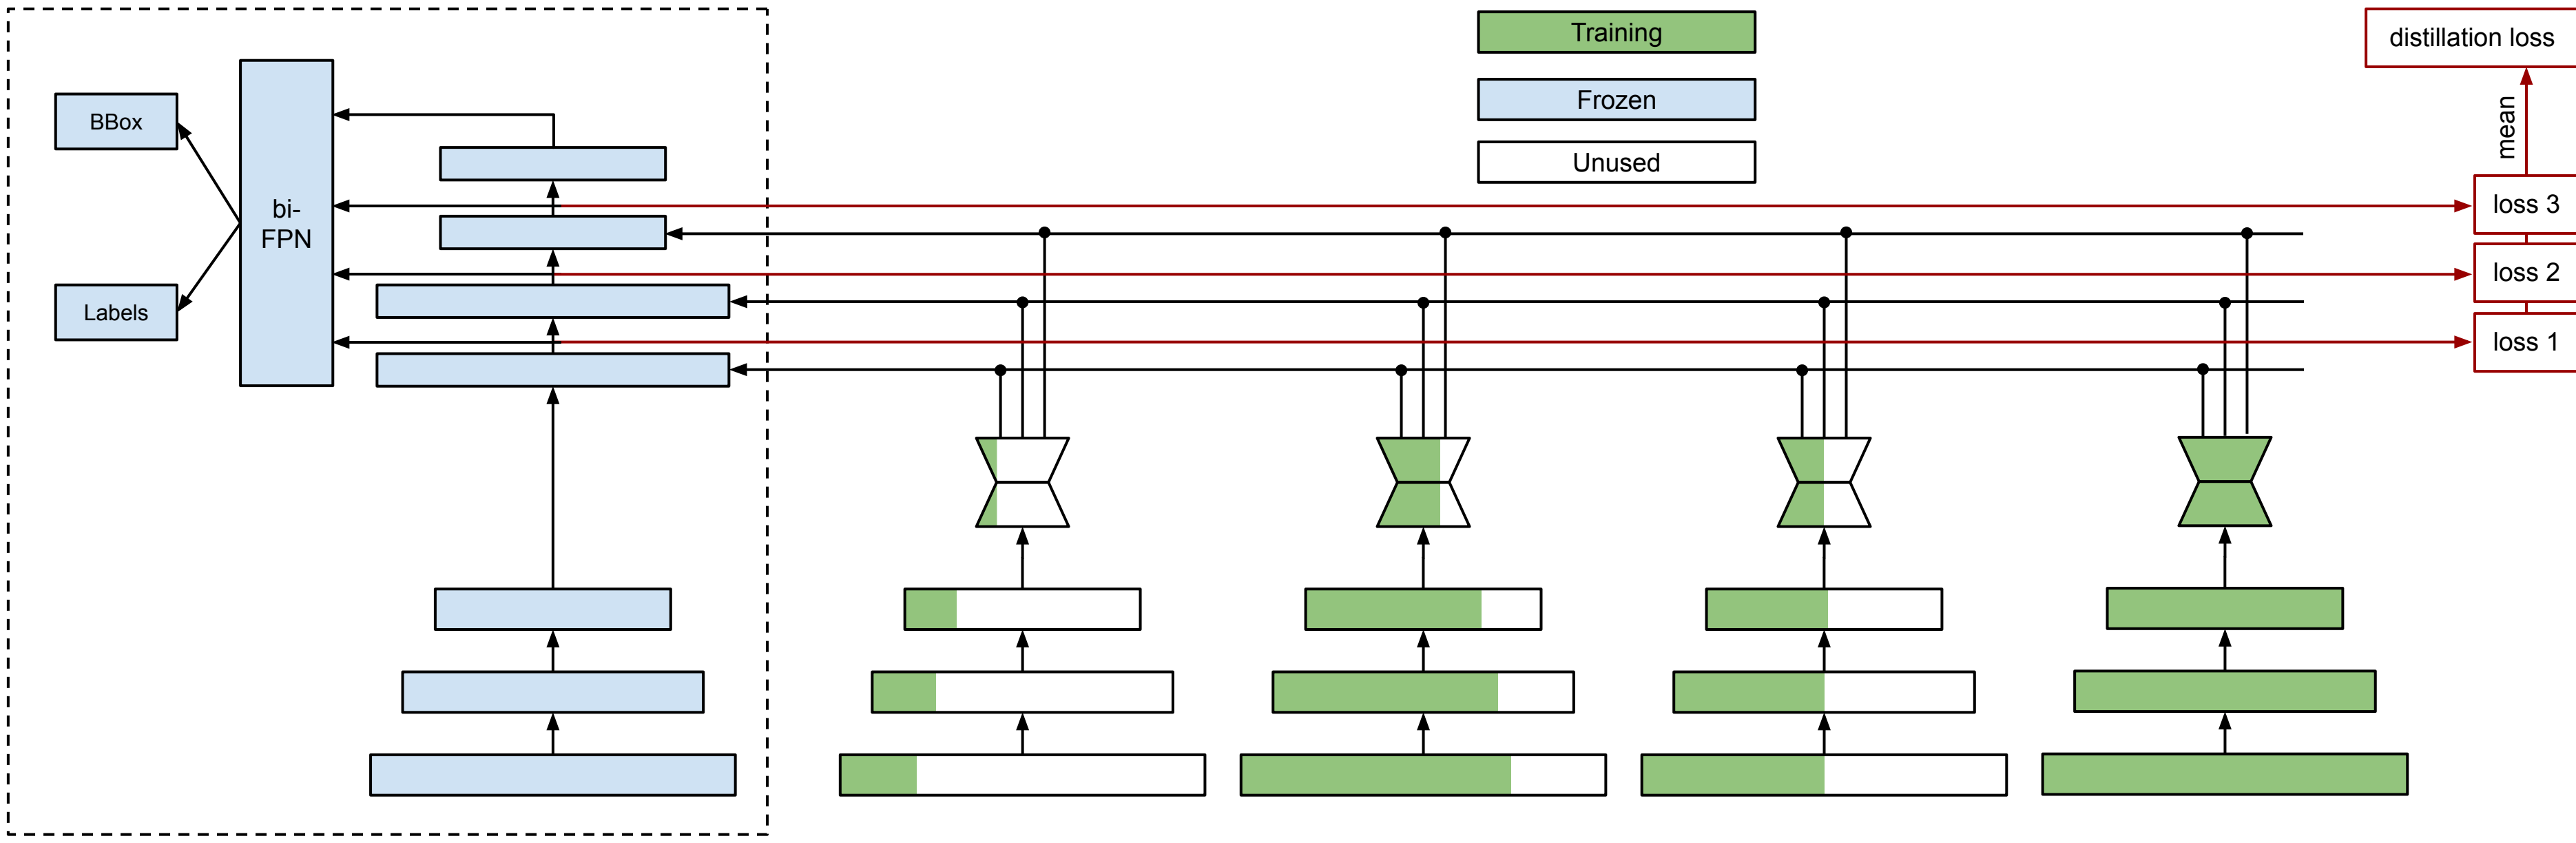 Training
distillation loss
Frozen
BBox
mean
Unused
bi-
FPN
loss 3
loss 2
Labels
loss 1